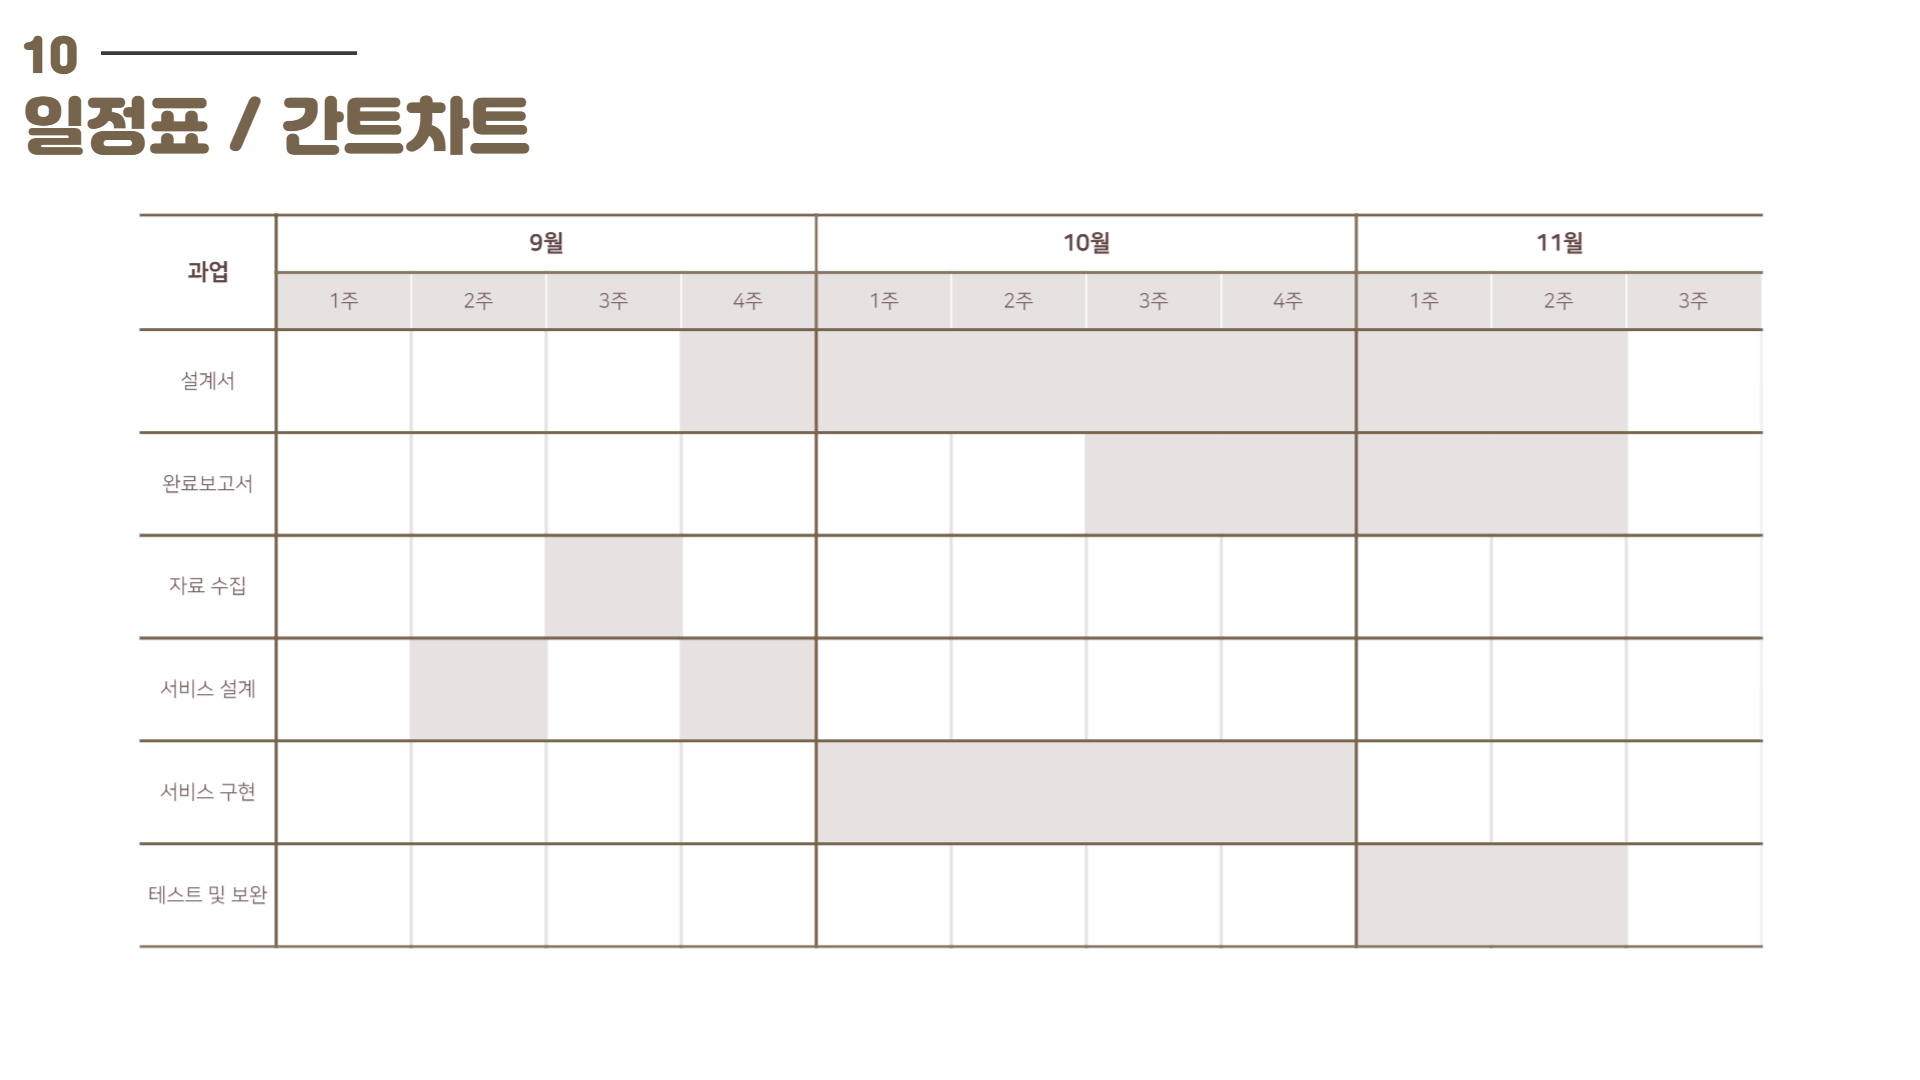 10
일정표 / 간트차트
과업 9월 10월 11월
1주 2주 3주 4주 1주 2주 3주 4주 1주 2주 3주
설계서
완료보고서
자료 수집
서비스 설계
서비스 구현
테스트 및 보완